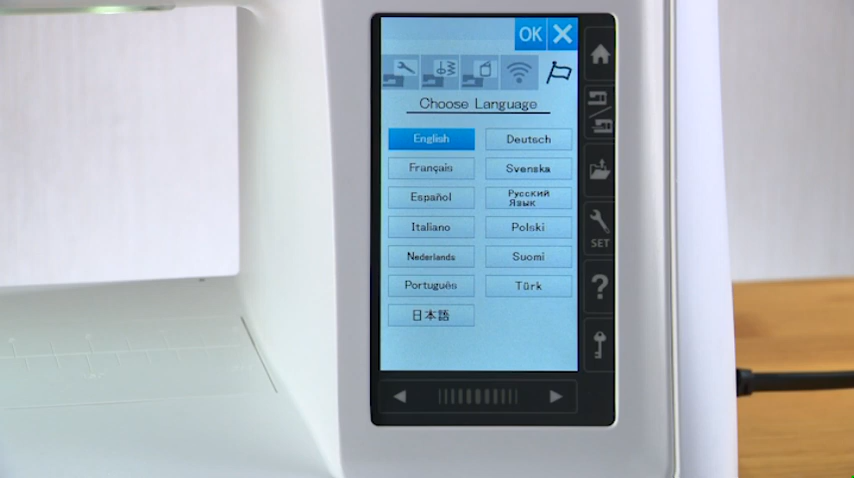 OK
Choose Language
English
Deutsch
Français
Svenska
Español
Русский
Язык
Italiano
Polski
Nederlands
Suomi
Português
Türk
日本語
SET
?